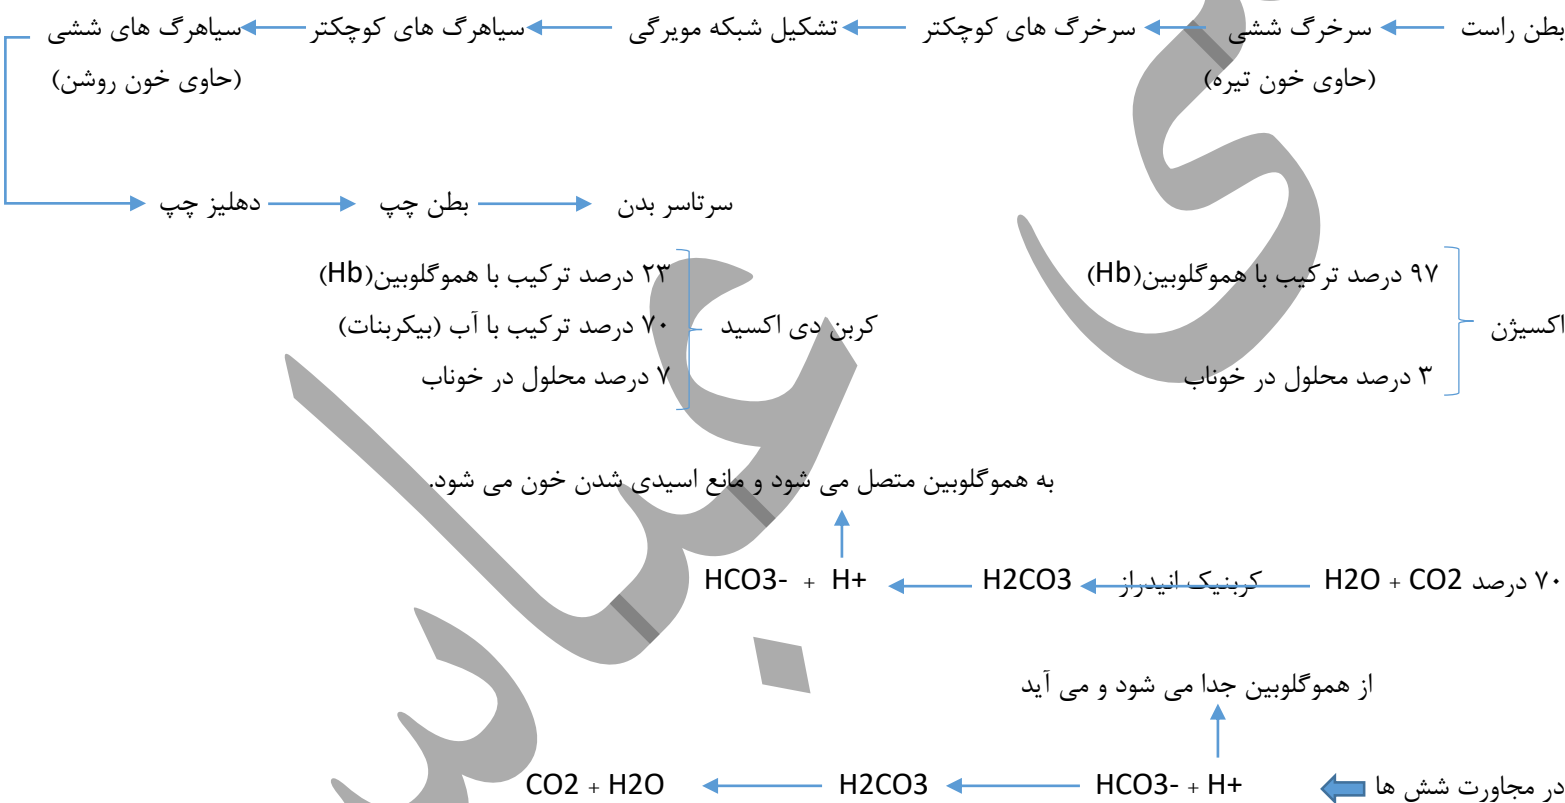 بطن راست سرخرگ ششی سرخرگ های کوچکتر تشکیل شبکه مویرگی سیاهرگ های کوچکتر سیاهرگ های ششی
(حاوی خون تیره) (حاوی خون روشن)
دهلیز چپ بطن چپ سرتاسر بدن
اکسیژن
۹۷ درصد ترکیب با هموگلوبین(Hb)
۳ درصد محلول در خوناب
کربن دی اکسید
۲۳ درصد ترکیب با هموگلوبین(Hb)
۷۰ درصد ترکیب با آب (بیکربنات)
۷ درصد محلول در خوناب
به هموگلوبین متصل می شود و مانع اسیدی شدن خون می شود.
۷۰ درصد H2O + CO2 کربنیک انیدراز H2CO3 HCO3- + H+
از هموگلوبین جدا می شود و می آید
در مجاورت شش ها HCO3- + H+ H2CO3 CO2 + H2O